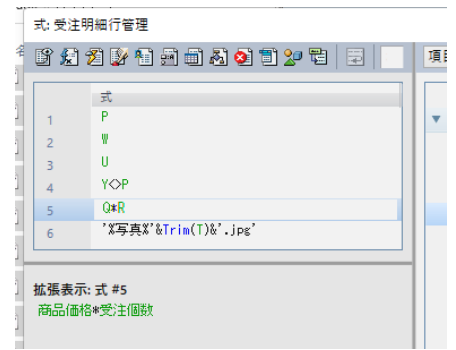 式: 受注明細行管理
項
式
1 P
2 W
3 U
4 Y<>P
5 Q*R
6 '%写真%'&Trim(T)&'.jpg'
拡張表示: 式 #5
商品価格*受注個数